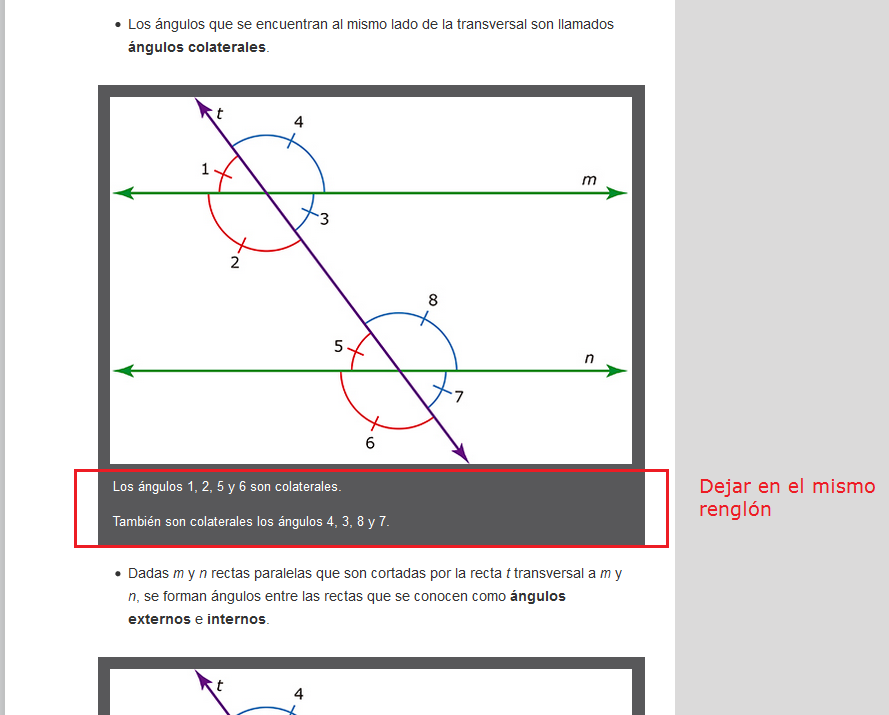 • Los ángulos que se encuentran al mismo lado de la transversal son llamados
ángulos colaterales.
t
4
1
m
3
2
8
5
n
7
6
Los ángulos 1, 2, 5 y 6 son colaterales.
También son colaterales los ángulos 4, 3, 8 y 7.
Dejar en el mismo
renglón
• Dadas m y n rectas paralelas que son cortadas por la recta t transversal a m y
n, se forman ángulos entre las rectas que se conocen como ángulos
externos e internos.
t
4